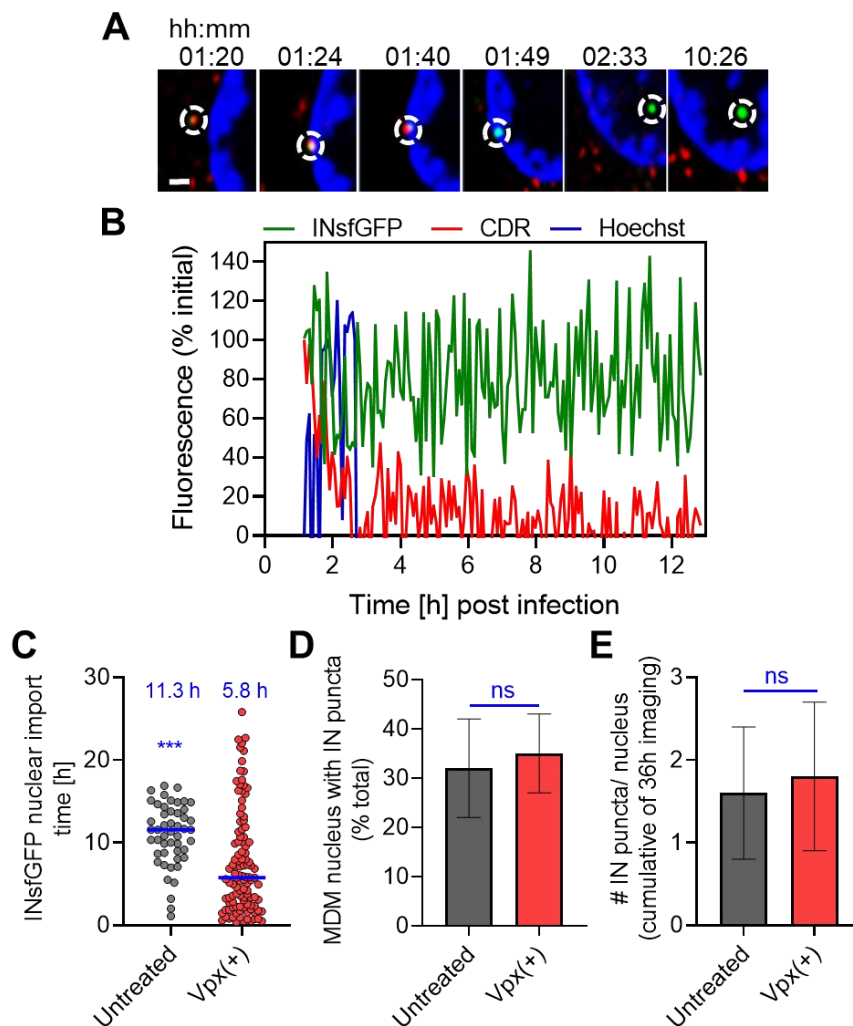 A
hh:mm
01:20 01:24 01:40 01:49 02:33 10:26
B
INsfGFP CDR Hoechst
Fluorescence (% initial)
140
120
100
80
60
40
20
0
0 2 4 6 8 10 12
Time [h] post infection
C
INsfGFP nuclear import
time [h]
30
20
10
0
11.3 h 5.8 h
***
Untreated Vpx(+)
D
MDM nucleus with IN puncta
(% total)
50
40
30
20
10
0
ns
Untreated Vpx(+)
E
# IN puncta/ nucleus
(cumulative of 36h imaging)
3
2
1
0
ns
Untreated Vpx(+)